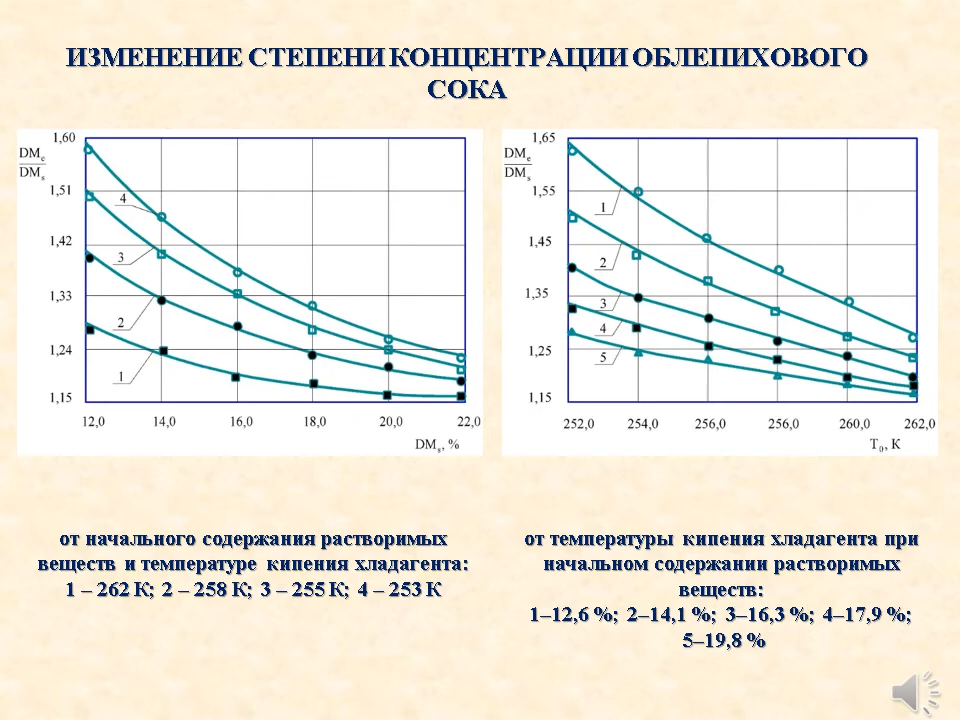 ИЗМЕНЕНИЕ СТЕПЕНИ КОНЦЕНТРАЦИИ ОБЛЕПИХОВОГО
СОКА
DMe
DMs
1,60
1,51
1,42
1,33
1,24
1,15
4
3
2
1
12,0 14,0 16,0 18,0 20,0 22,0
DMs, %
DMe
DMs
1,65
1,55
1,45
1,35
1,25
1,15
1
2
3
4
5
252,0 254,0 256,0 256,0 260,0 262,0
T0, K
от начального содержания растворимых
веществ и температуре кипения хладагента:
1 – 262 К; 2 – 258 К; 3 – 255 К; 4 – 253 К
от температуры кипения хладагента при
начальном содержании растворимых
веществ:
1–12,6 %; 2–14,1 %; 3–16,3 %; 4–17,9 %;
5–19,8 %